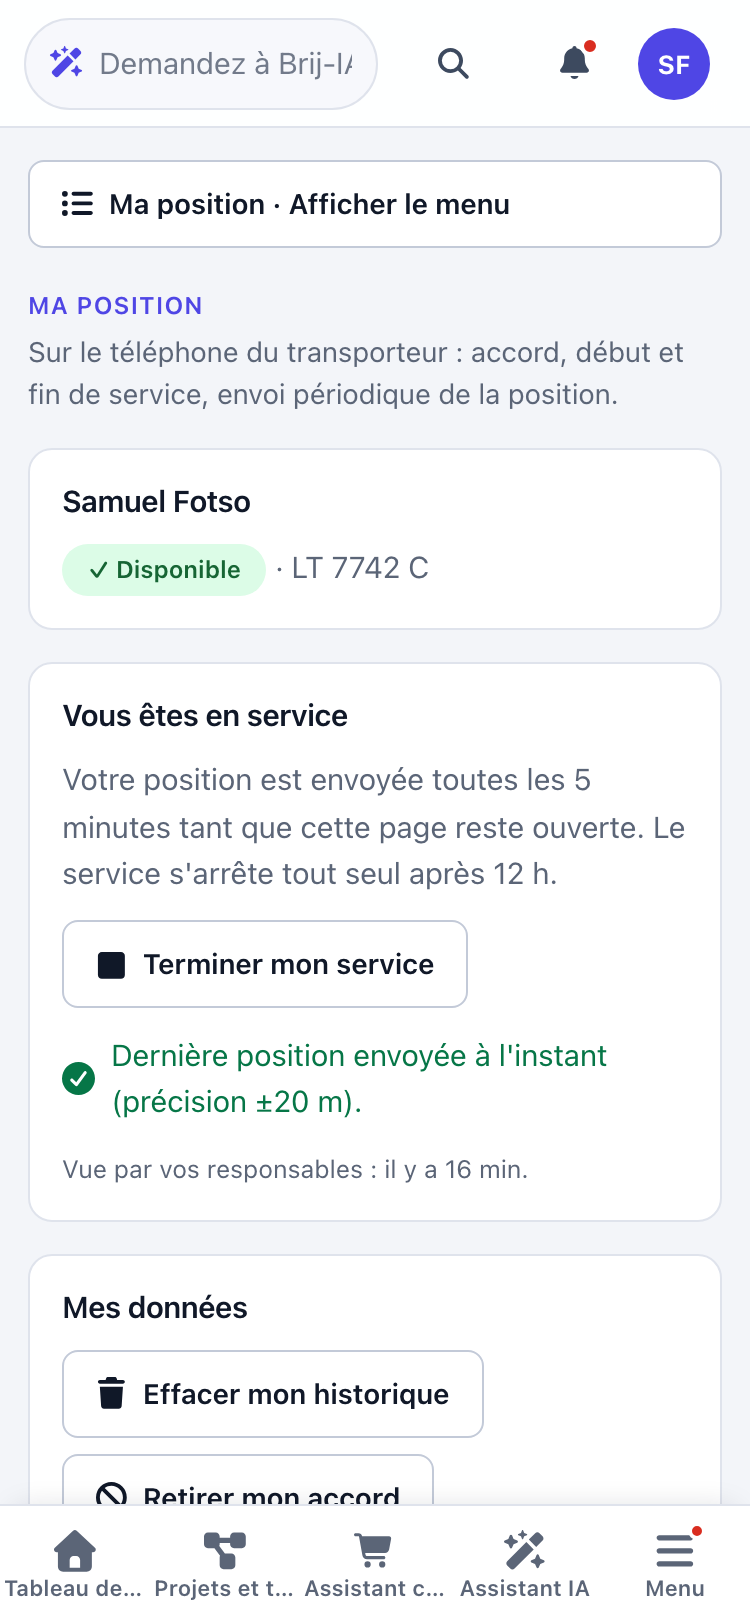 Demandez à Brij-IA
SF
Ma position · Afficher le menu
MA POSITION
Sur le téléphone du transporteur : accord, début et
fin de service, envoi périodique de la position.
Samuel Fotso
Disponible · LT 7742 C
Vous êtes en service
Votre position est envoyée toutes les 5
minutes tant que cette page reste ouverte. Le
service s'arrête tout seul après 12 h.
Terminer mon service
Dernière position envoyée à l'instant
(précision ±20 m).
Vue par vos responsables : il y a 16 min.
Mes données
Effacer mon historique
Retirer mon accord
Tableau de... Projets et t... Assistant c... Assistant IA Menu